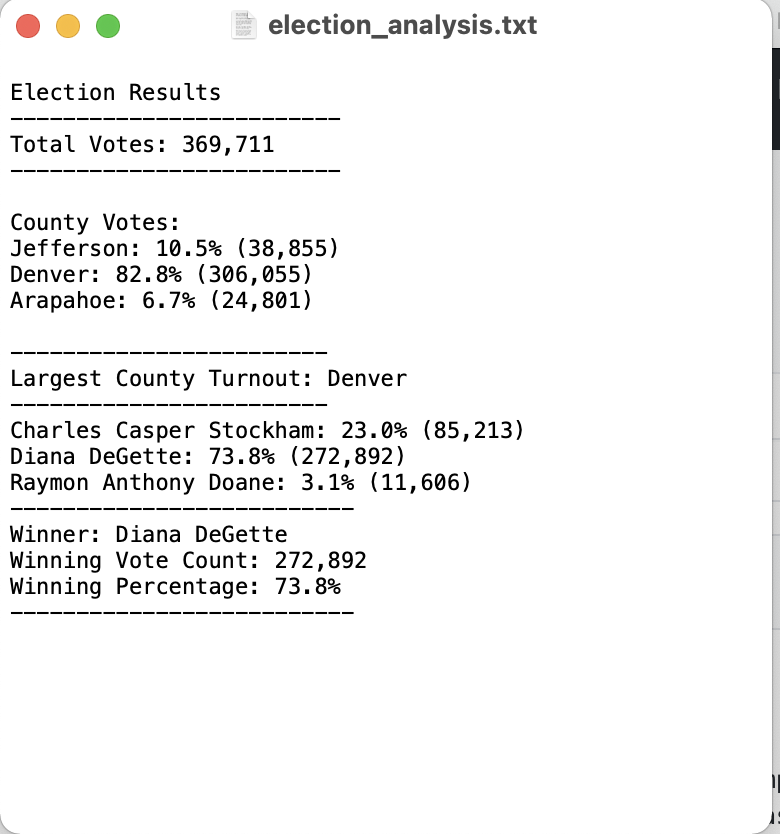 election_analysis.txt
Election Results
-------------------------
Total Votes: 369,711
-------------------------
County Votes:
Jefferson: 10.5% (38,855)
Denver: 82.8% (306,055)
Arapahoe: 6.7% (24,801)
------------------------
Largest County Turnout: Denver
------------------------
Charles Casper Stockham: 23.0% (85,213)
Diana DeGette: 73.8% (272,892)
Raymon Anthony Doane: 3.1% (11,606)
--------------------------
Winner: Diana DeGette
Winning Vote Count: 272,892
Winning Percentage: 73.8%
--------------------------